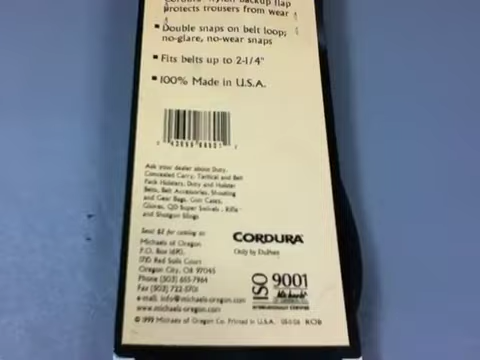 Cordura® nylon backup flap
protects trousers from wear
▪ Double snaps on belt loop;
no-glare, no-wear snaps
▪ Fits belts up to 2-1/4"
▪ 100% Made in U.S.A.
Ask your dealer about Duty,
Concealed Carry, Tactical and Belt
Pack Holsters, Duty and Holster
Belts, Belt Accessories, Shooting
and Gear Bags, Gun Cases,
Gloves, QD Super Swivels, Rifle
and Shotgun Slings
Send $2 for catalog to:
Michaels of Oregon
P.O. Box 1690,
1710 Red Soils Court
Oregon City, OR 97045
Phone (503) 655-7964
Fax (503) 722-5701
e-mail: info@michaels-oregon.com
www.michaels-oregon.com
CORDURA
Only by DuPont
ISO 9001
© 1999 Michaels of Oregon Co. Printed in U.S.A.